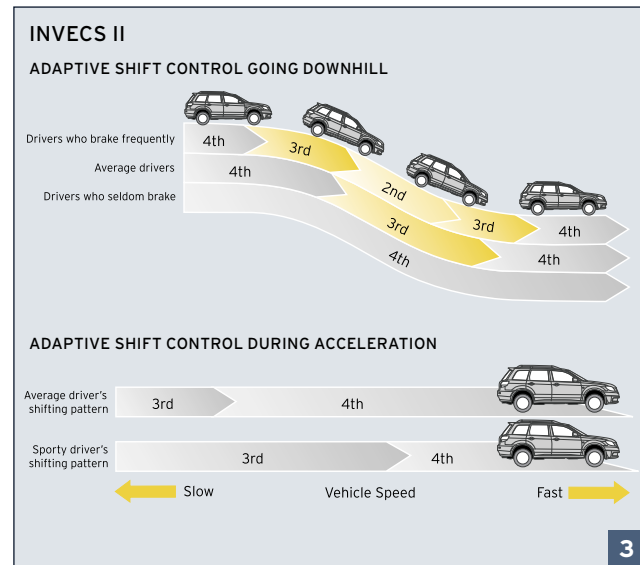 INVECS II
ADAPTIVE SHIFT CONTROL GOING DOWNHILL
Drivers who brake frequently
4th
3rd
2nd
3rd
4th
Average drivers
4th
3rd
4th
Drivers who seldom brake
4th
ADAPTIVE SHIFT CONTROL DURING ACCELERATION
Average driver's
shifting pattern
3rd
4th
Sporty driver's
shifting pattern
3rd
4th
Slow
Vehicle Speed
Fast
3